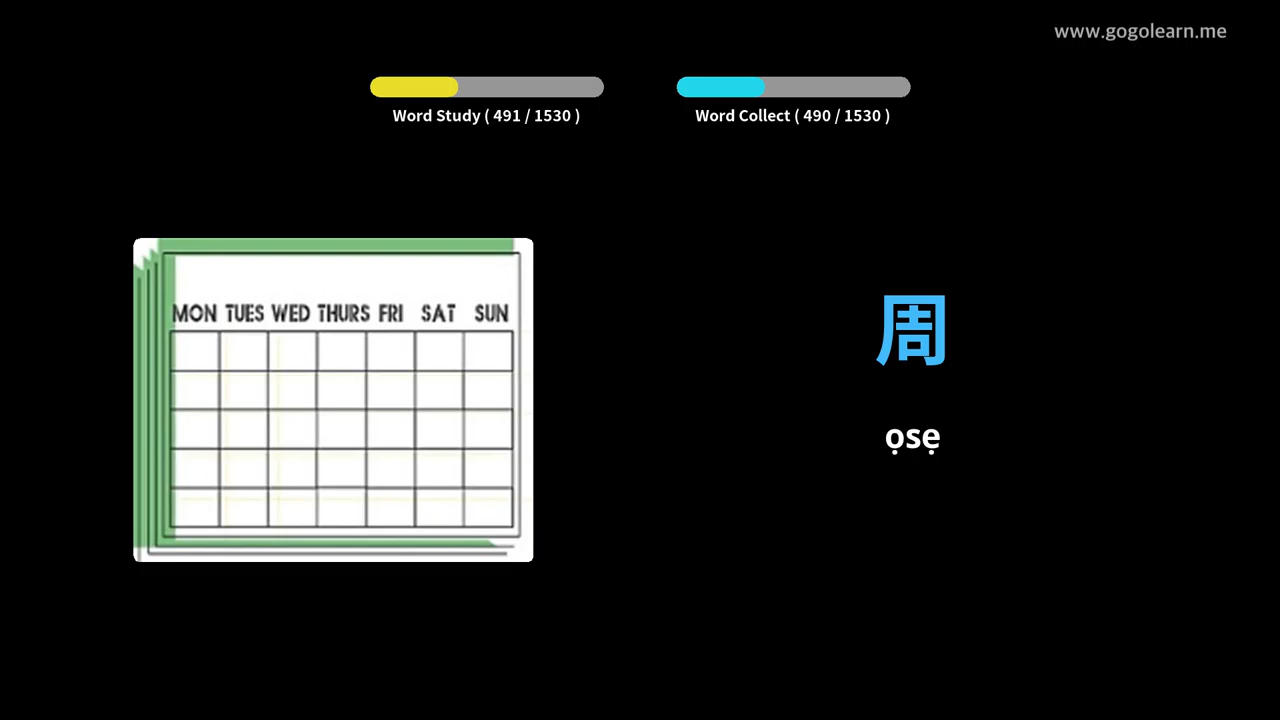 www.gogolearn.me
Word Study ( 491 / 1530 )
Word Collect ( 490 / 1530 )
MON TUES WED THURS FRI SAT SUN
周
ọsẹ